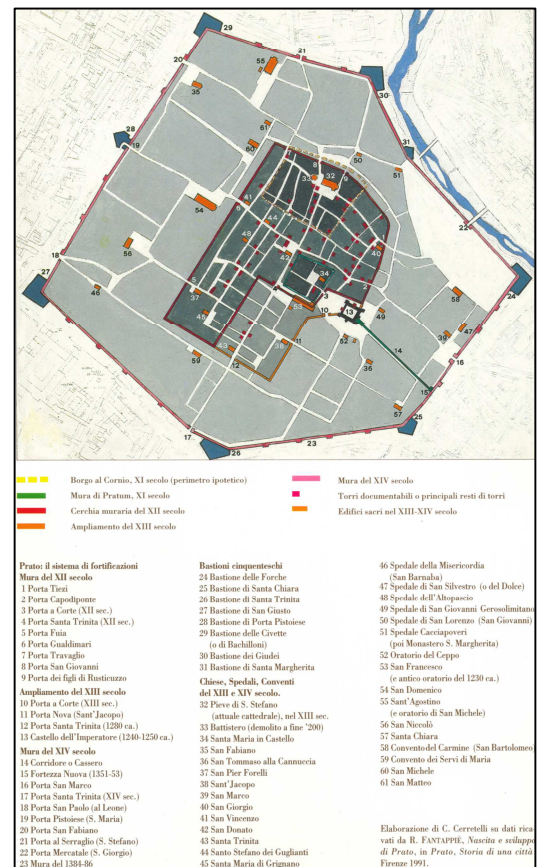 Borgo al Cornio, XI secolo (perimetro ipotetico)
Mura di Pratum, XI secolo
Cerchia muraria del XII secolo
Ampliamento del XIII secolo
Mura del XIV secolo
Torri documentabili o principali resti di torri
Edifici sacri nel XIII-XIV secolo
Prato: il sistema di fortificazioni
Mura del XII secolo
1 Porta Tiezi
2 Porta Capodiponte
3 Porta a Corte (XII sec.)
4 Porta Santa Trinita (XII sec.)
5 Porta Fuia
6 Porta Gualdimari
7 Porta Travaglio
8 Porta San Giovanni
9 Porta dei figli di Rusticuzzo
Ampliamento del XIII secolo
10 Porta a Corte (XIII sec.)
11 Porta Nova (Sant'Jacopo)
12 Porta Santa Trinita (1280 ca.)
13 Castello dell'Imperatore (1240-1250 ca.)
Mura del XIV secolo
14 Corridoro o Cassero
15 Fortezza Nuova (1351-53)
16 Porta San Marco
17 Porta Santa Trinita (XIV sec.)
18 Porta San Paolo (al Leone)
19 Porta Pistoiese (S. Maria)
20 Porta San Fabiano
21 Porta al Serraglio (S. Stefano)
22 Porta Mercatale (S. Giorgio)
23 Mura del 1384-86
Bastioni cinquenteschi
24 Bastione delle Forche
25 Bastione di Santa Chiara
26 Bastione di Santa Trinita
27 Bastione di San Giusto
28 Bastione di Porta Pistoiese
29 Bastione delle Civette
(o di Bachilloni)
30 Bastione dei Giudei
31 Bastione di Santa Margherita
Chiese, Spedali, Conventi
del XIII e XIV secolo.
32 Pieve di S. Stefano
(attuale cattedrale), nel XIII sec.
33 Battistero (demolito a fine '200)
34 Santa Maria in Castello
35 San Fabiano
36 San Tommaso alla Cannuccia
37 San Pier Forelli
38 Sant'Jacopo
39 San Marco
40 San Giorgio
41 San Vincenzo
42 San Donato
43 Santa Trinita
44 Santo Stefano dei Guglianti
45 Santa Maria di Grignano
46 Spedale della Misericordia
(San Barnaba)
47 Spedale di San Silvestro (o del Dolce)
48 Spedale dell'Altopascio
49 Spedale di San Giovanni Gerosolimitano
50 Spedale di San Lorenzo (San Giovanni)
51 Spedale Cacciapoveri
(poi Monastero S. Margherita)
52 Oratorio del Ceppo
53 San Francesco
(e antico oratorio del 1230 ca.)
54 San Domenico
55 Sant'Agostino
(e oratorio di San Michele)
56 San Niccolò
57 Santa Chiara
58 Convento del Carmine (San Bartolomeo)
59 Convento dei Servi di Maria
60 San Michele
61 San Matteo
Elaborazione di C. Cerretelli su dati rica-
vati da R. FANTAPPIÈ, Nascita e sviluppo
di Prato, in Prato, Storia di una città
Firenze 1991.